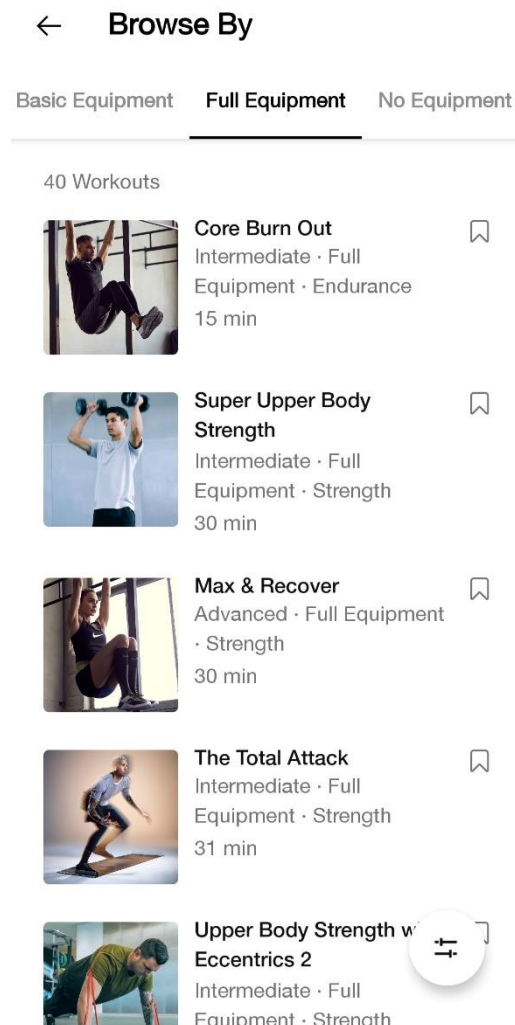 Browse By
Basic Equipment
Full Equipment
No Equipment
40 Workouts
Core Burn Out
Intermediate · Full
Equipment · Endurance
15 min
Super Upper Body
Strength
Intermediate · Full
Equipment · Strength
30 min
Max & Recover
Advanced · Full Equipment
· Strength
30 min
The Total Attack
Intermediate · Full
Equipment · Strength
31 min
Upper Body Strength
Eccentrics 2
Intermediate · Full
Equipment · Strength